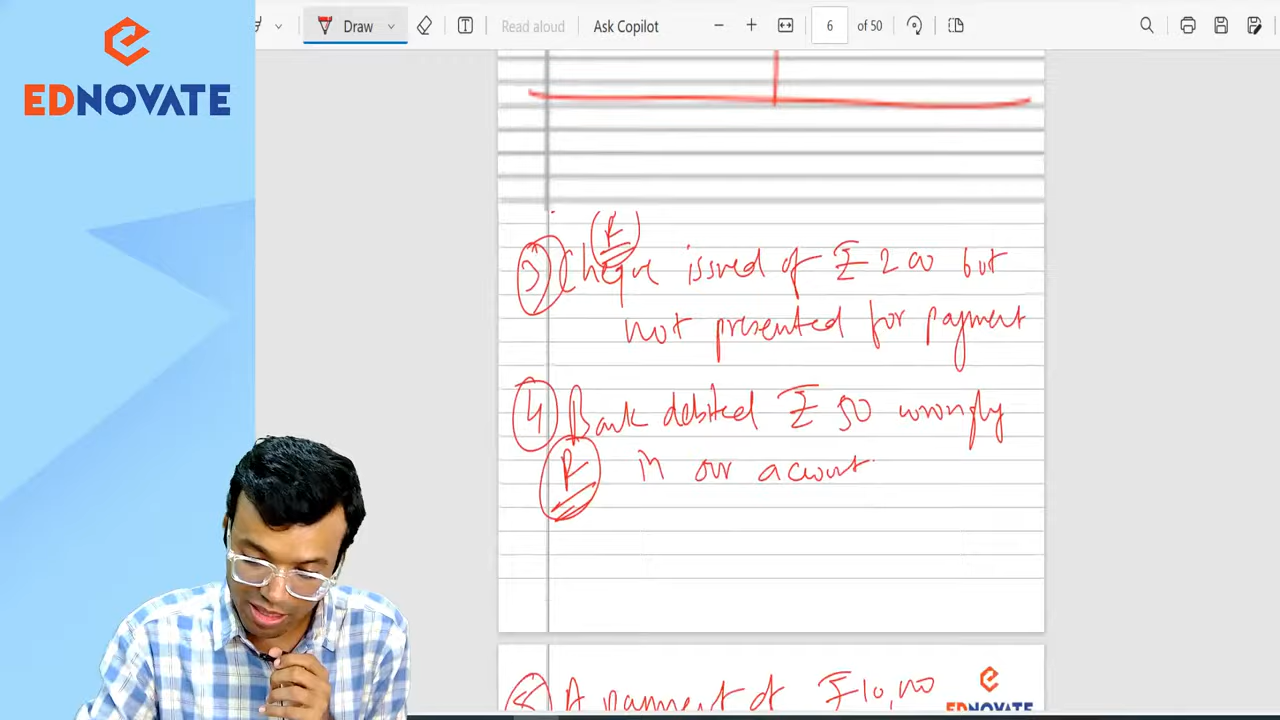 Draw
Read aloud
Ask Copilot
6
of 50
EDNOVATE
(R)
3 Cheque issued of ₹ 200 but
not presented for payment
4 Bank debited ₹ 50 wrongly
R in our account
A payment of ₹10,000
EDNOVATE